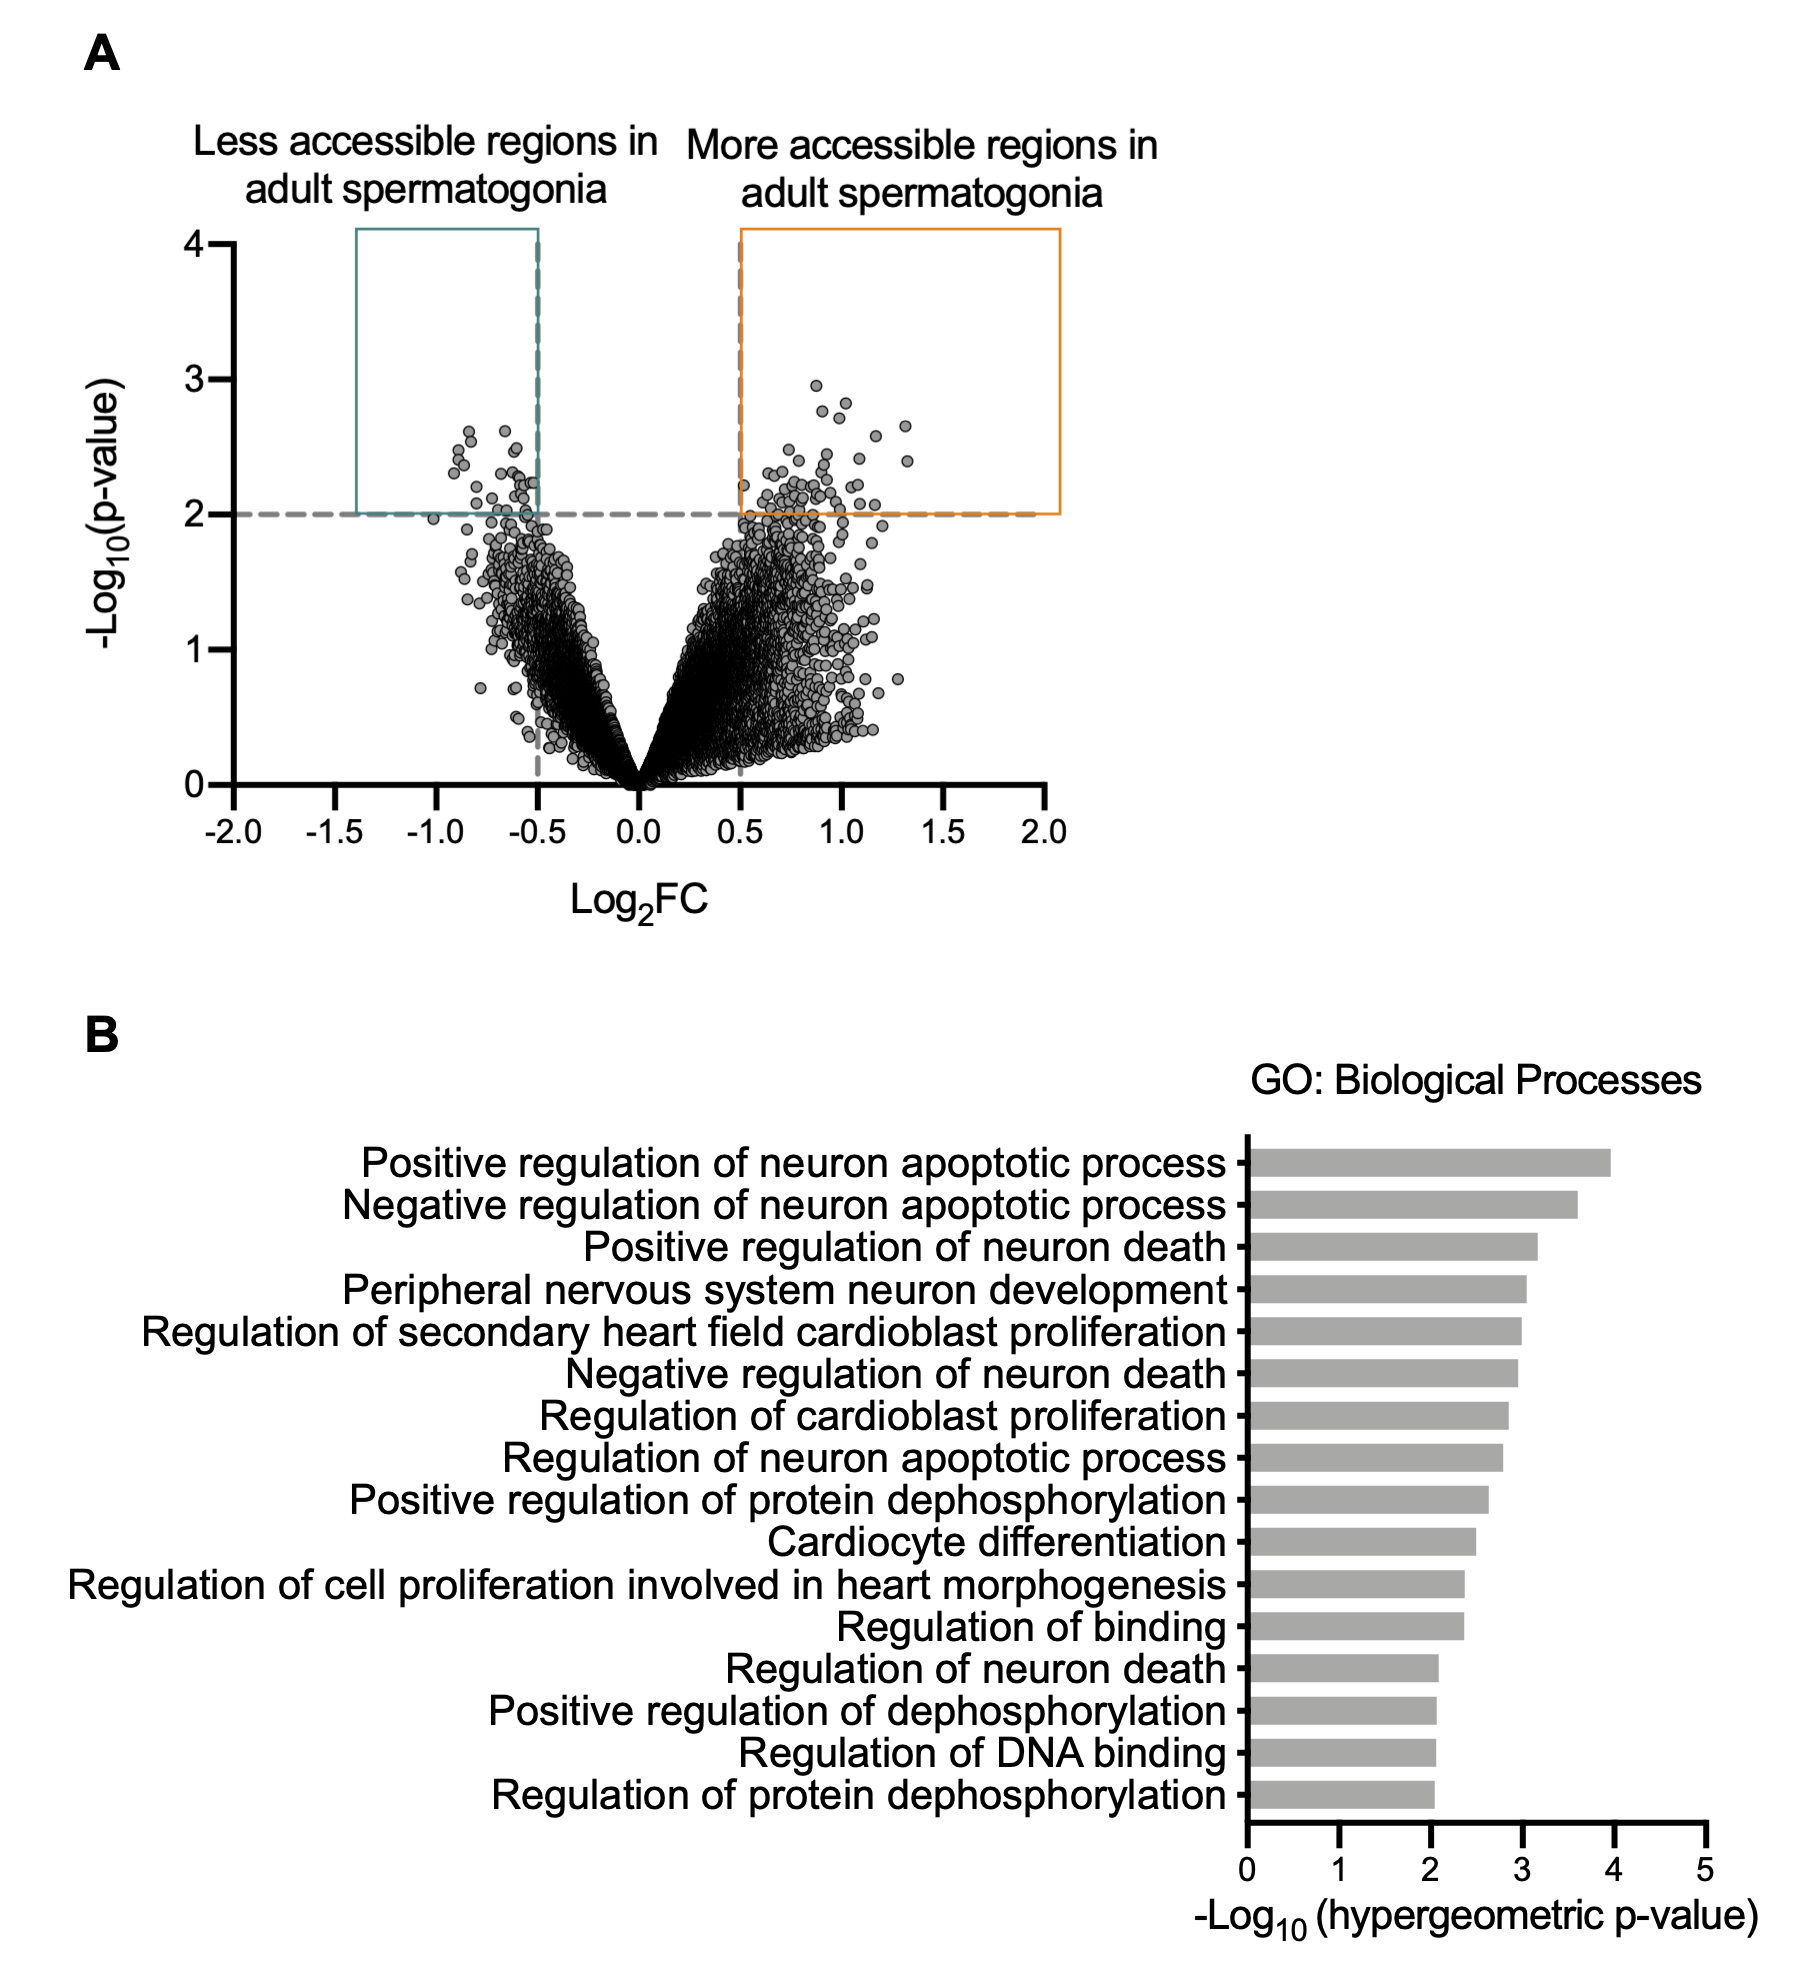 A
Less accessible regions in
adult spermatogonia
More accessible regions in
adult spermatogonia
4
3
2
1
0
-Log10(p-value)
-2.0 -1.5 -1.0 -0.5 0.0 0.5 1.0 1.5 2.0
Log2FC
B
GO: Biological Processes
Positive regulation of neuron apoptotic process
Negative regulation of neuron apoptotic process
Positive regulation of neuron death
Peripheral nervous system neuron development
Regulation of secondary heart field cardioblast proliferation
Negative regulation of neuron death
Regulation of cardioblast proliferation
Regulation of neuron apoptotic process
Positive regulation of protein dephosphorylation
Cardiocyte differentiation
Regulation of cell proliferation involved in heart morphogenesis
Regulation of binding
Regulation of neuron death
Positive regulation of dephosphorylation
Regulation of DNA binding
Regulation of protein dephosphorylation
0 1 2 3 4 5
-Log10 (hypergeometric p-value)